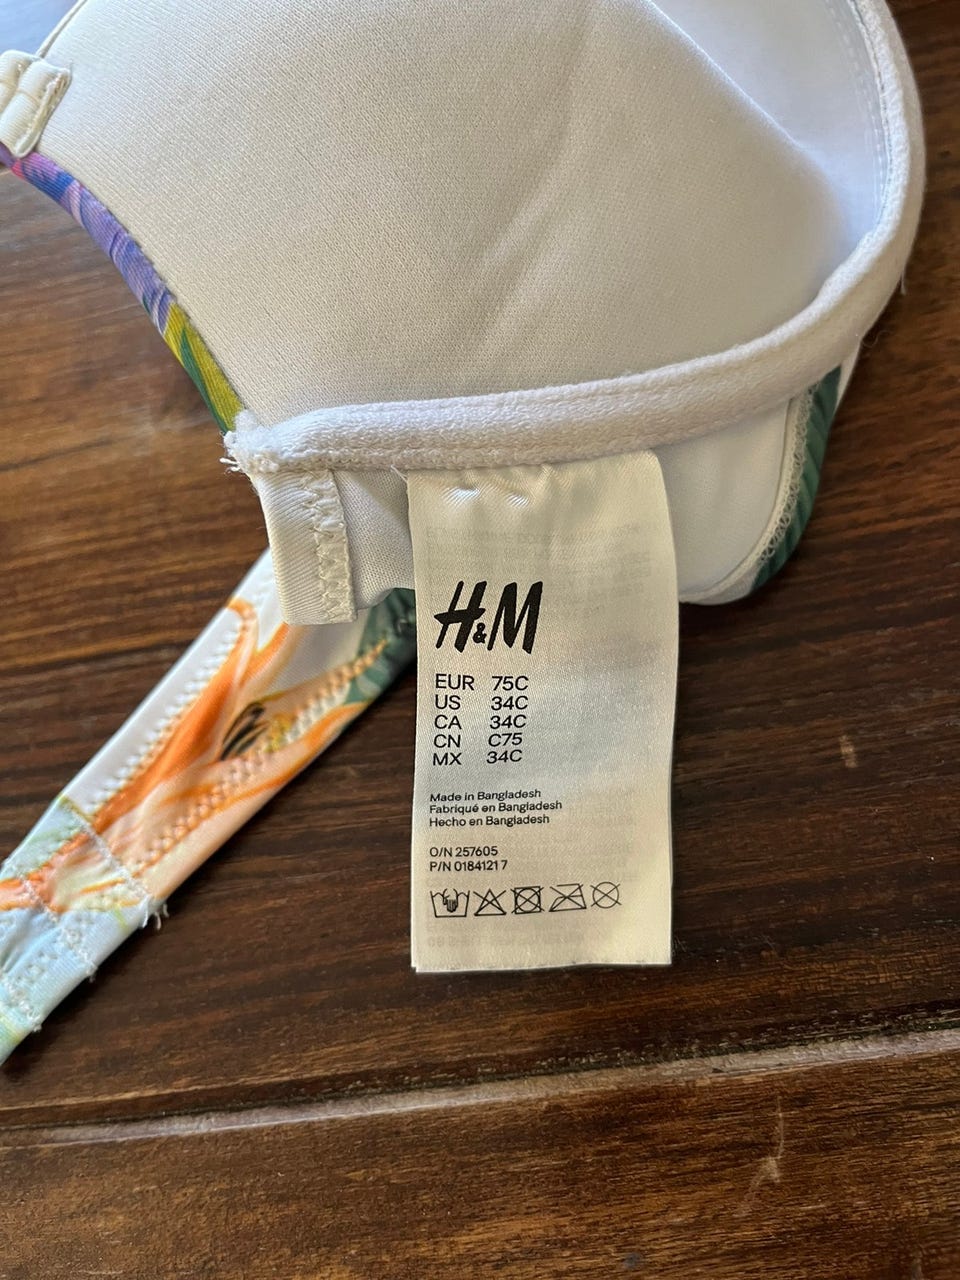 H&M
EUR 75C
US 34C
CA 34C
CN C75
MX 34C
Made in Bangladesh
Fabriqué en Bangladesh
Hecho en Bangladesh
O/N 257605
P/N 01841217